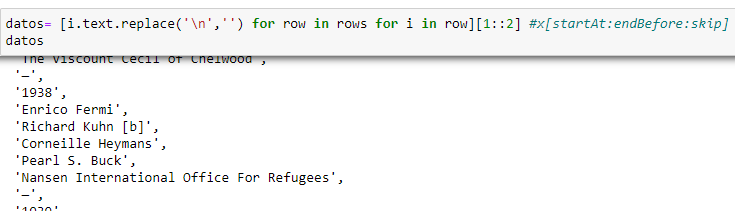 datos= [i.text.replace('\n','') for row in rows for i in row][1::2] #x[startAt:endBefore:skip]
datos
'The Viscount Cecil of Chelwood',
'—',
'1938',
'Enrico Fermi',
'Richard Kuhn [b]',
'Corneille Heymans',
'Pearl S. Buck',
'Nansen International Office For Refugees',
'—',
'1939'